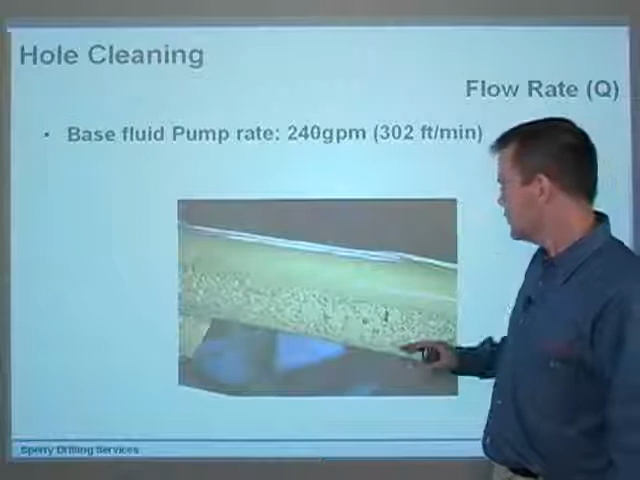 Hole Cleaning
Flow Rate (Q)
• Base fluid Pump rate: 240gpm (302 ft/min)
Sperry Drilling Services